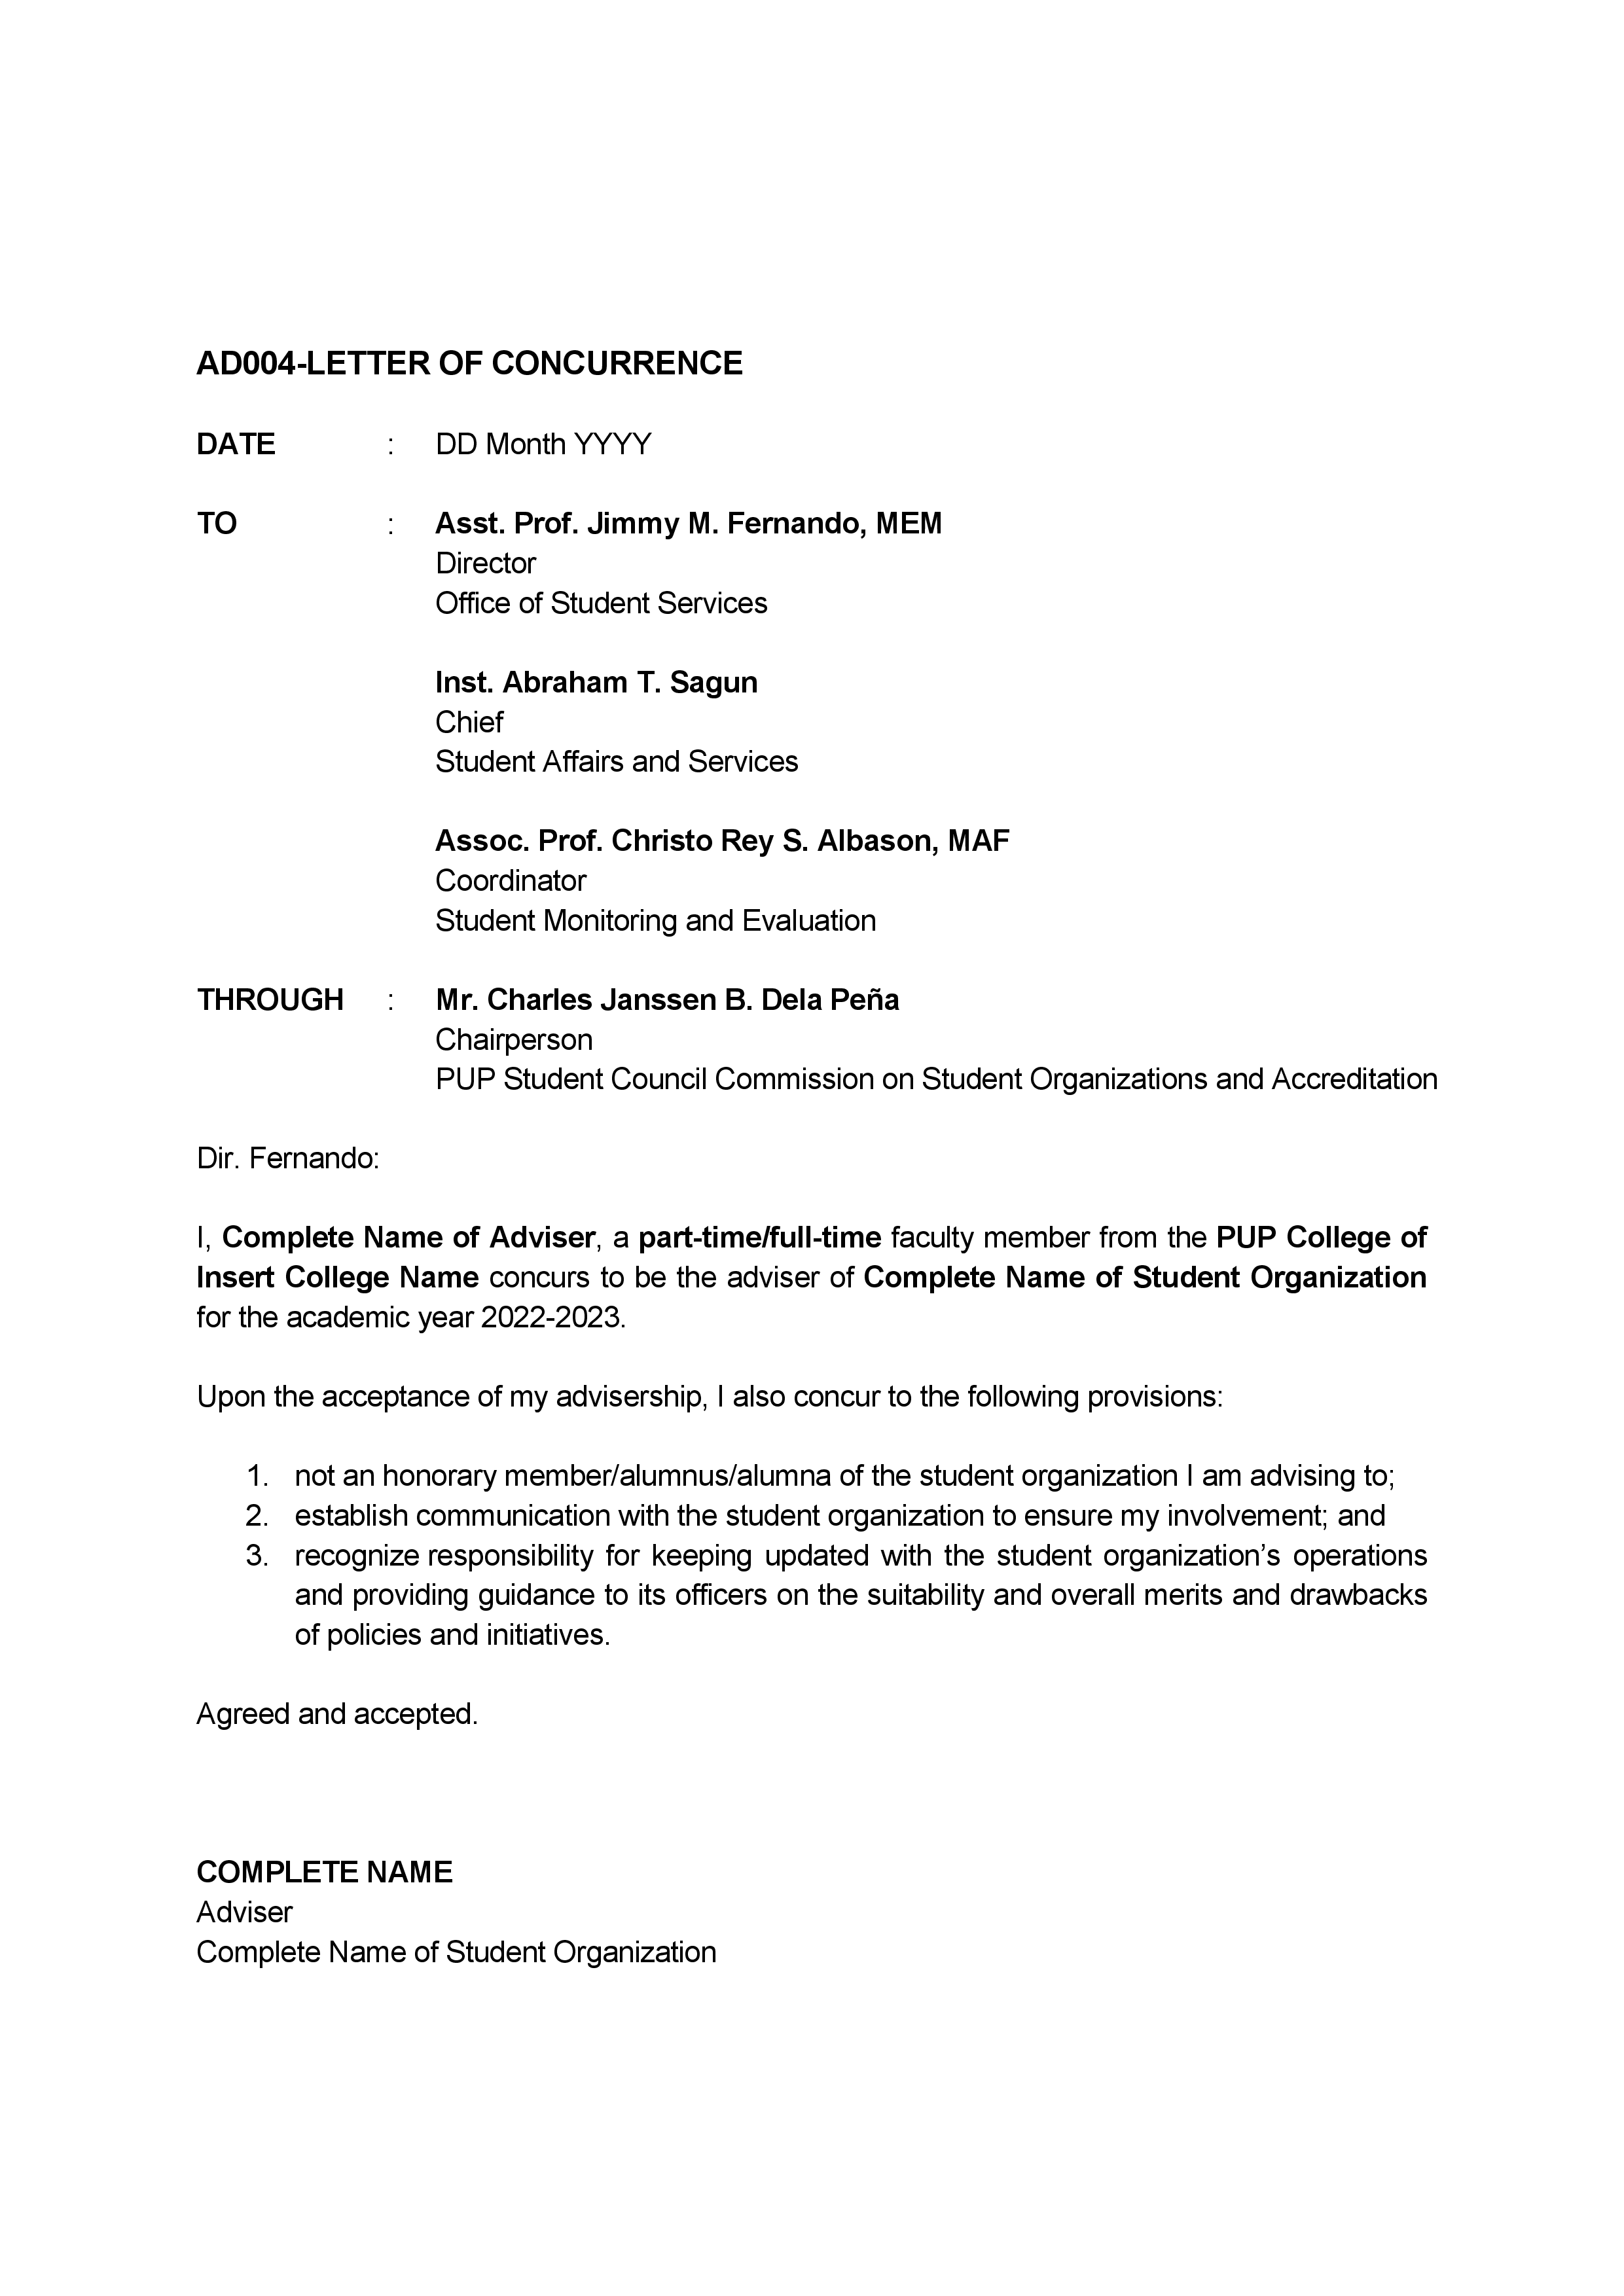 AD004-LETTER OF CONCURRENCE
DATE : DD Month YYYY
TO : Asst. Prof. Jimmy M. Fernando, MEM
Director
Office of Student Services
Inst. Abraham T. Sagun
Chief
Student Affairs and Services
Assoc. Prof. Christo Rey S. Albason, MAF
Coordinator
Student Monitoring and Evaluation
THROUGH : Mr. Charles Janssen B. Dela Peña
Chairperson
PUP Student Council Commission on Student Organizations and Accreditation
Dir. Fernando:
I, Complete Name of Adviser, a part-time/full-time faculty member from the PUP College of
Insert College Name concurs to be the adviser of Complete Name of Student Organization
for the academic year 2022-2023.
Upon the acceptance of my advisership, I also concur to the following provisions:
1. not an honorary member/alumnus/alumna of the student organization I am advising to;
2. establish communication with the student organization to ensure my involvement; and
3. recognize responsibility for keeping updated with the student organization’s operations
and providing guidance to its officers on the suitability and overall merits and drawbacks
of policies and initiatives.
Agreed and accepted.
COMPLETE NAME
Adviser
Complete Name of Student Organization